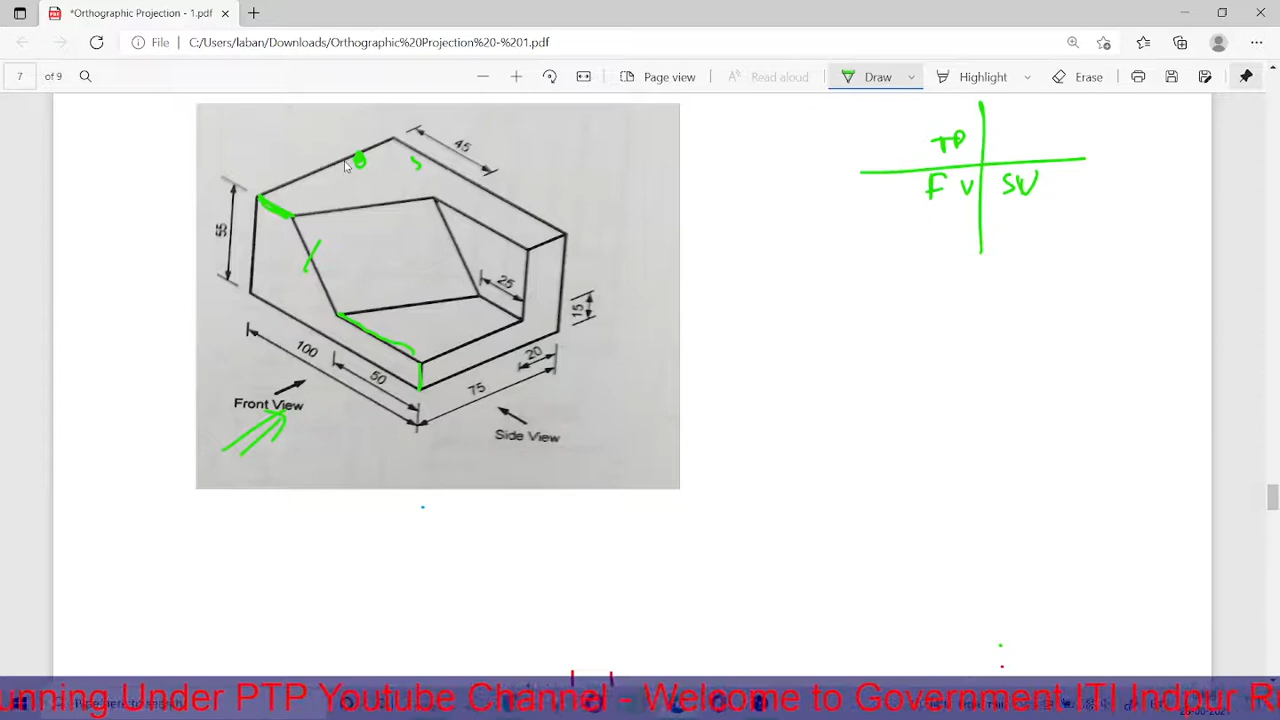 *Orthographic Projection - 1.pdf
File C:/Users/laban/Downloads/Orthographic%20Projection%20-%201.pdf
7 of 9 Page view Read aloud Draw Highlight Erase
45
55
25
15
100
50
20
75
Front View
Side View
TP
F V SV
unning Under PTP Youtube Channel - Welcome to Government ITI Indpur R